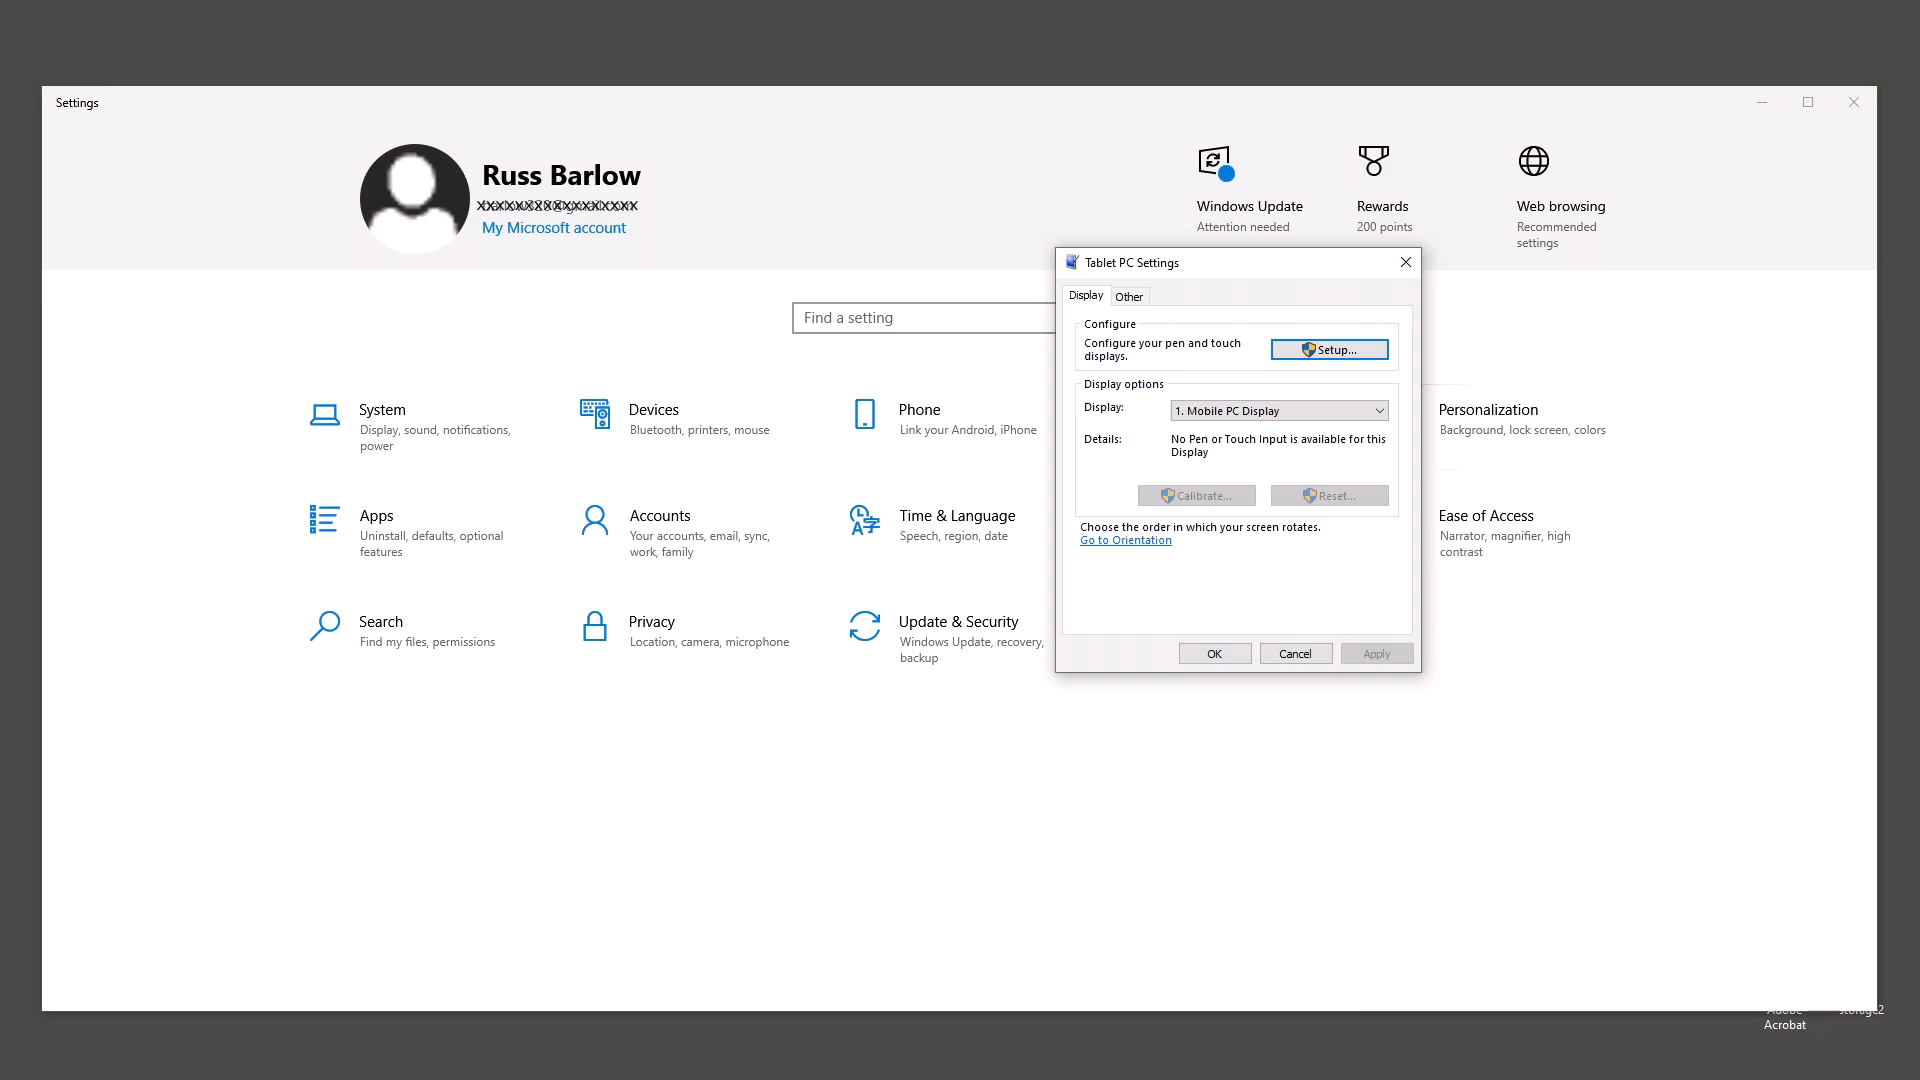 Settings
Russ Barlow
My Microsoft account
Windows Update
Attention needed
Rewards
200 points
Web browsing
Recommended
settings
Find a setting
Tablet PC Settings
Display
Other
Configure
Configure your pen and touch
displays.
Setup...
Display options
Display:
1. Mobile PC Display
Details:
No Pen or Touch Input is available for this
Display
Calibrate...
Reset...
Choose the order in which your screen rotates.
Go to Orientation
OK
Cancel
Apply
System
Display, sound, notifications,
power
Devices
Bluetooth, printers, mouse
Phone
Link your Android, iPhone
Personalization
Background, lock screen, colors
Apps
Uninstall, defaults, optional
features
Accounts
Your accounts, email, sync,
work, family
Time & Language
Speech, region, date
Ease of Access
Narrator, magnifier, high
contrast
Search
Find my files, permissions
Privacy
Location, camera, microphone
Update & Security
Windows Update, recovery,
backup
Adobe
Acrobat
storage2